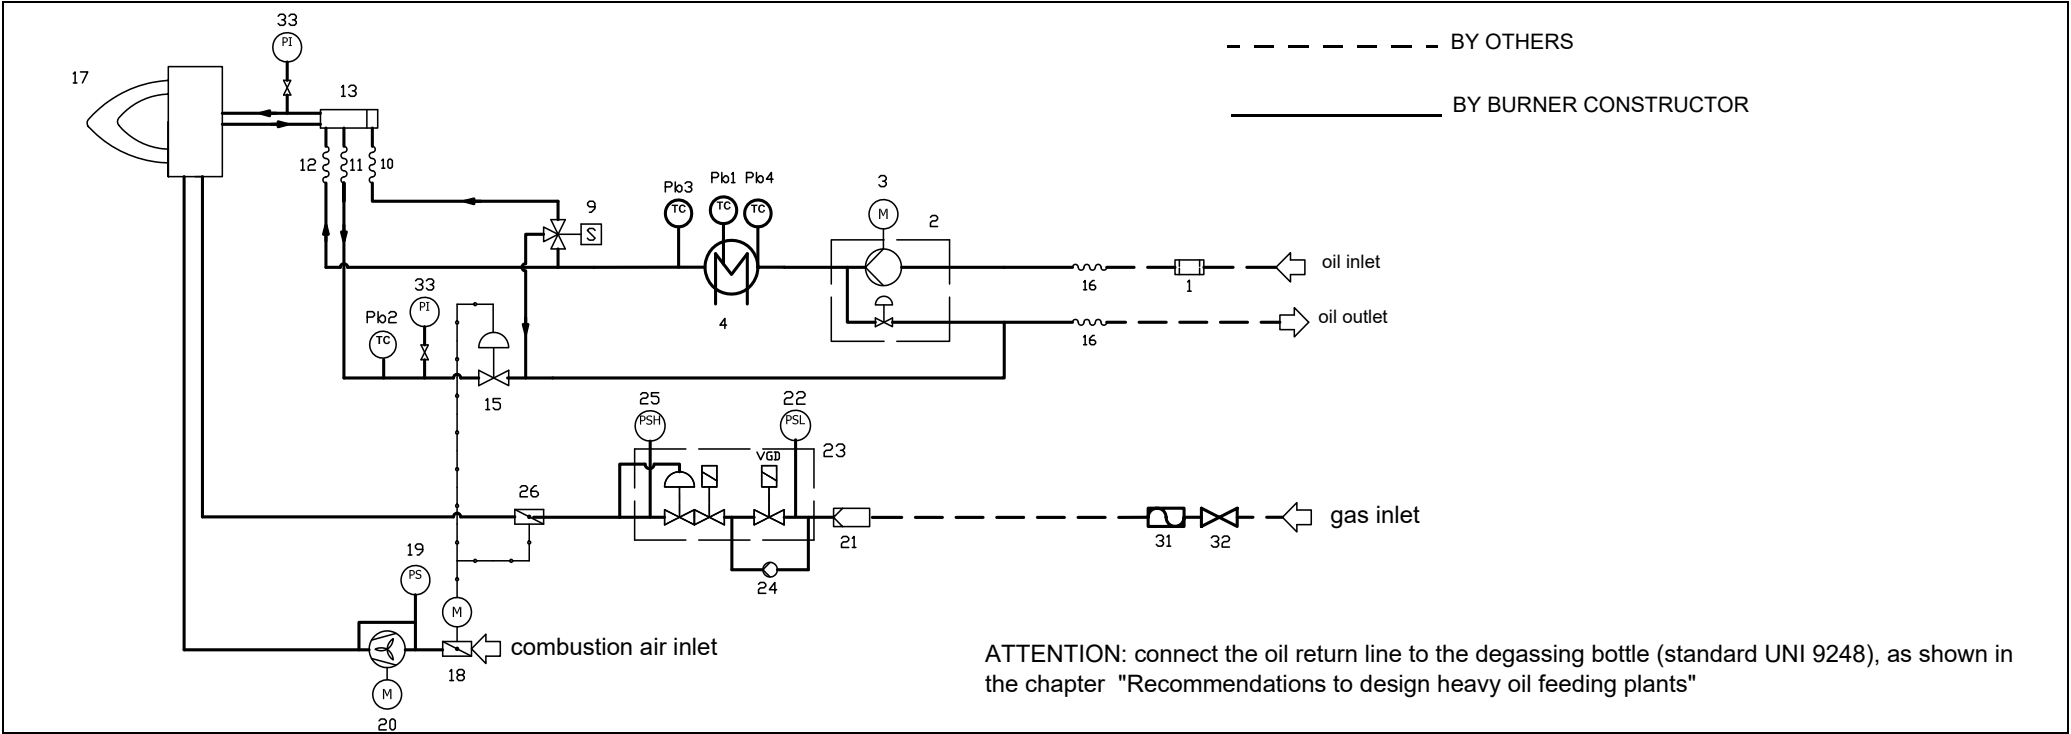 33
PI
BY OTHERS
17
13
BY BURNER CONSTRUCTOR
12
11
10
Pb3
Pb1
Pb4
3
TC
TC
TC
M
9
2
S
oil inlet
16
1
33
PI
4
oil outlet
Pb2
TC
16
15
25
22
PSH
PSL
23
VGD
26
gas inlet
21
31
32
19
PS
24
M
combustion air inlet
18
M
20
ATTENTION: connect the oil return line to the degassing bottle (standard UNI 9248), as shown in
the chapter "Recommendations to design heavy oil feeding plants"